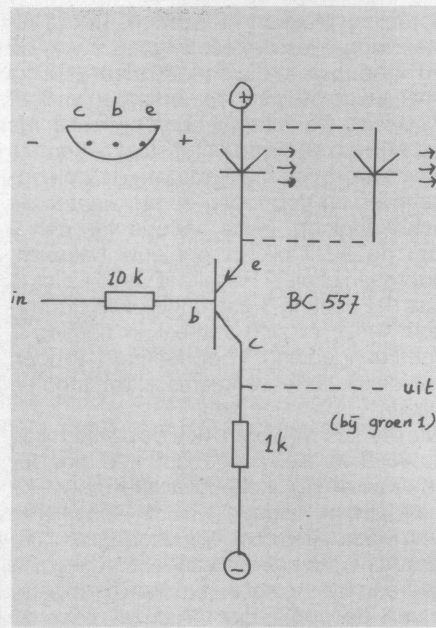 +
c b e
- +
e
10 k
in
b
BC 557
c
uit
(bij groen 1)
1k
-